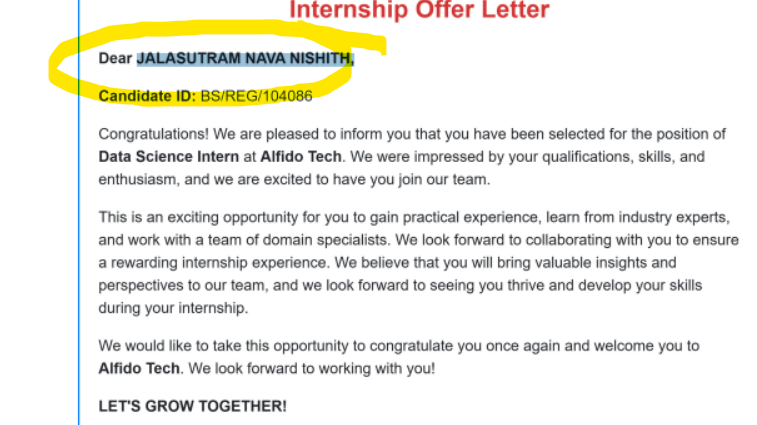 Internship Offer Letter
Dear JALASUTRAM NAVA NISHITH,
Candidate ID: BS/REG/104086
Congratulations! We are pleased to inform you that you have been selected for the position of
Data Science Intern at Alfido Tech. We were impressed by your qualifications, skills, and
enthusiasm, and we are excited to have you join our team.
This is an exciting opportunity for you to gain practical experience, learn from industry experts,
and work with a team of domain specialists. We look forward to collaborating with you to ensure
a rewarding internship experience. We believe that you will bring valuable insights and
perspectives to our team, and we look forward to seeing you thrive and develop your skills
during your internship.
We would like to take this opportunity to congratulate you once again and welcome you to
Alfido Tech. We look forward to working with you!
LET'S GROW TOGETHER!